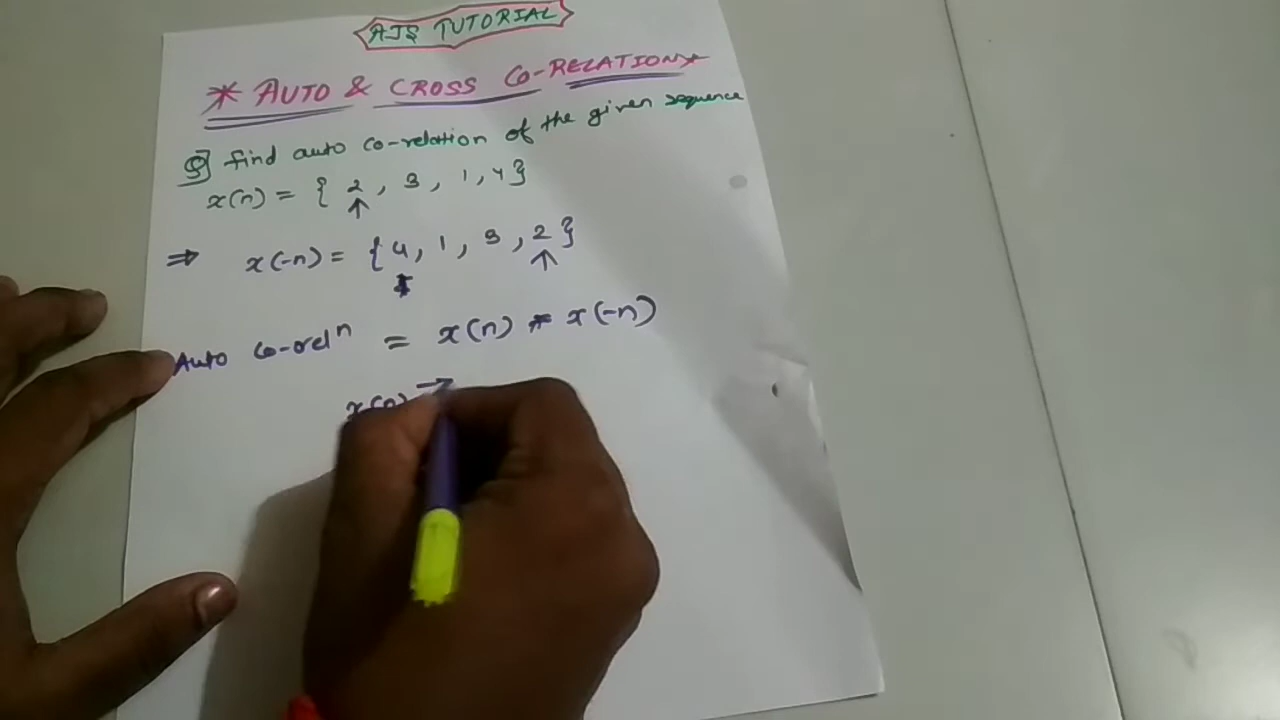 AJS TUTORIAL
* AUTO & CROSS CO-RELATION *
Q] find auto co-relation of the given sequence
x(n) = { 2 , 3 , 1 , 4 }
↑
⇒ x(-n) = { 4 , 1 , 3 , 2 }
↑
Auto co-rel^n = x(n) * x(-n)
x(n) →